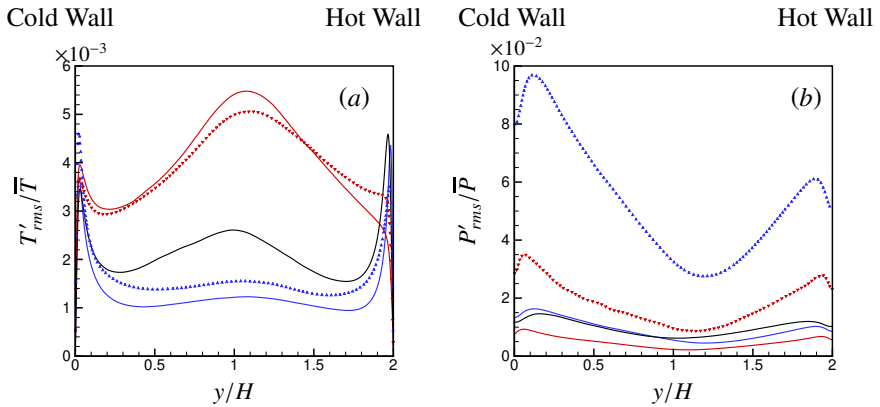 Cold Wall Hot Wall Cold Wall Hot Wall
×10⁻³ ×10⁻²
(a) (b)
6 5 4 3 2 1 0
T′rms/T̅
0 0.5 1 1.5 2
y/H
10 8 6 4 2 0
P′rms/P̅
0 0.5 1 1.5 2
y/H